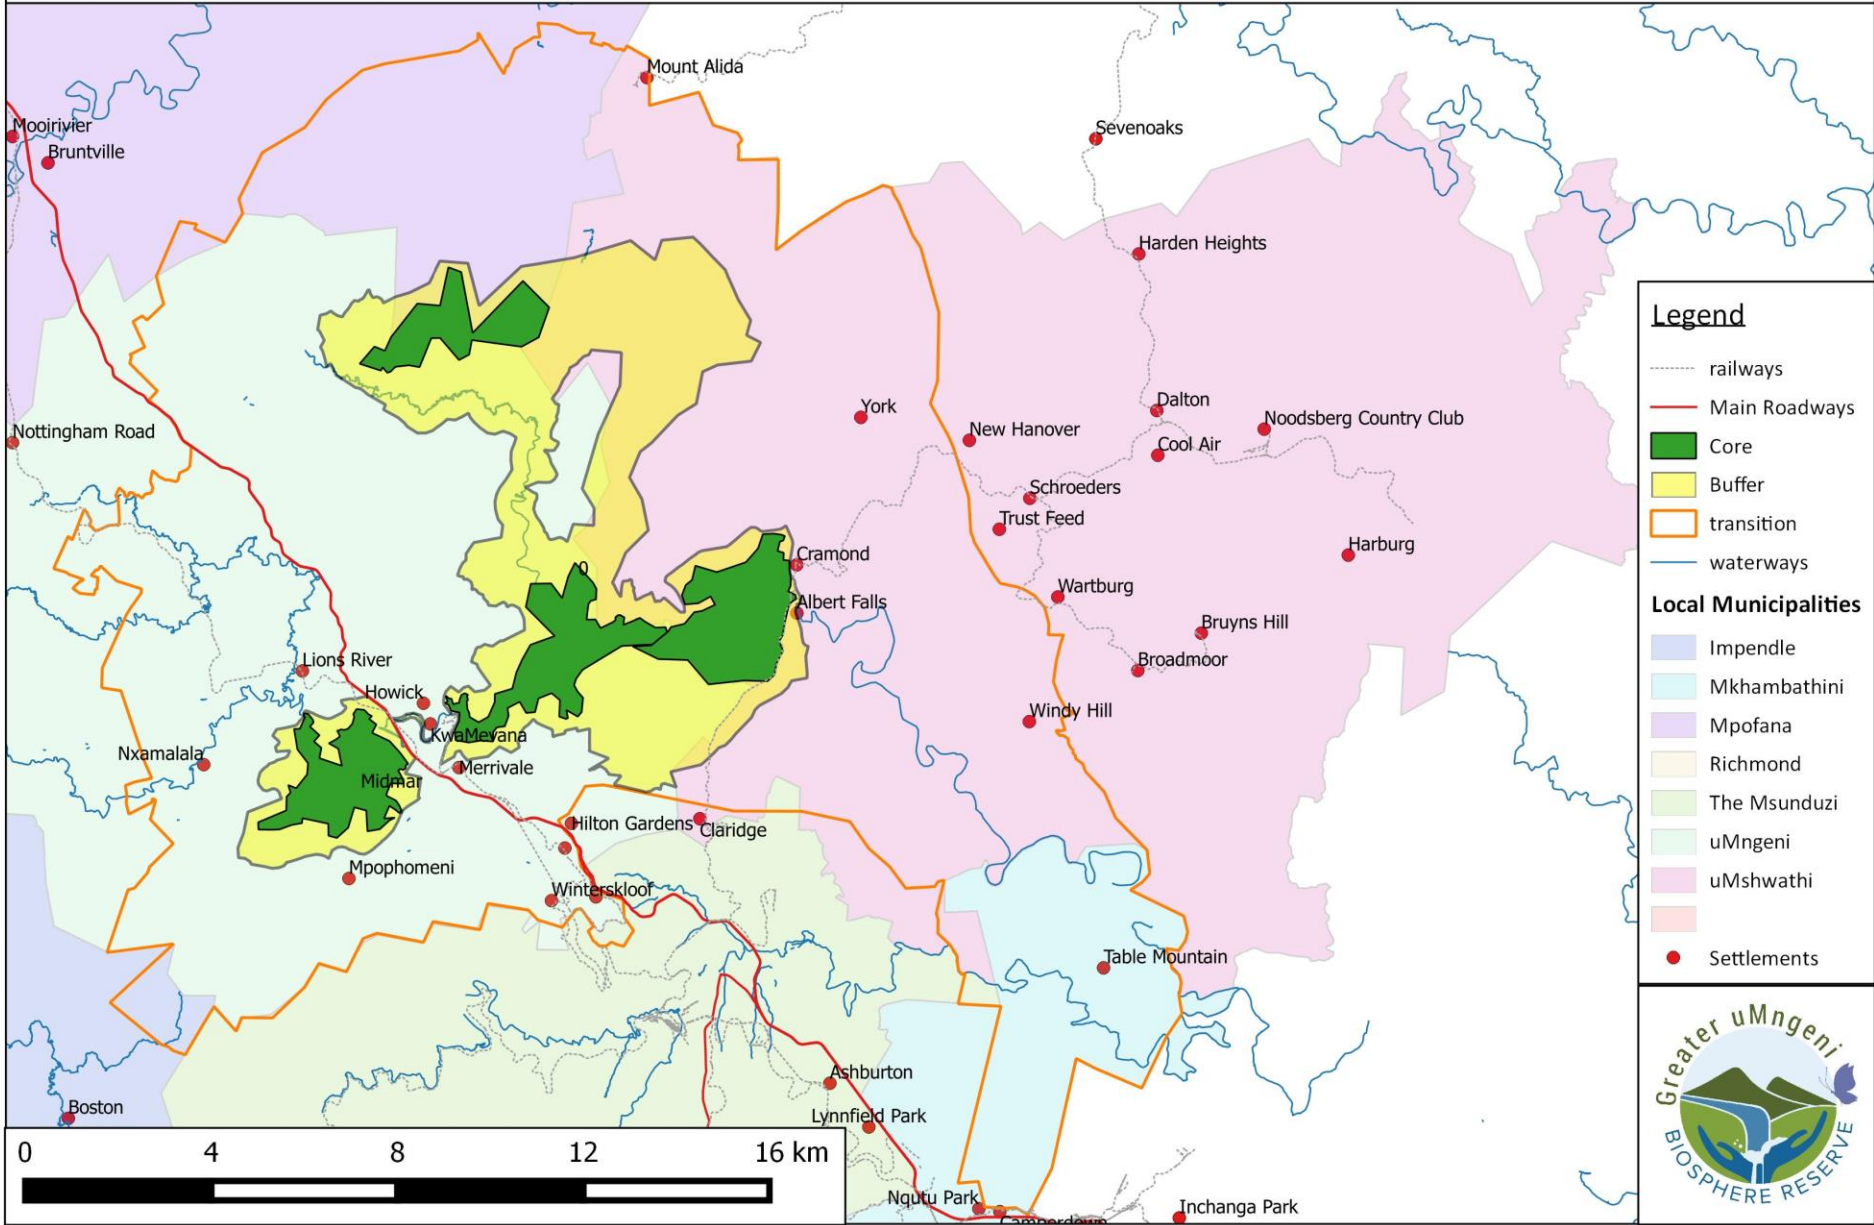 Mount Alida
Mooirivier
Bruntville
Sevenoaks
Harden Heights
Nottingham Road
York
New Hanover
Dalton
Noodsberg Country Club
Cool Air
Schroeders
Trust Feed
Harburg
Cramond
0
Albert Falls
Wartburg
Bruyns Hill
Broadmoor
Lions River
Howick
KwaMevana
Windy Hill
Nxamalala
Merrivale
Midmar
Hilton Gardens
Claridge
Mpophomeni
Winterskloof
Table Mountain
Ashburton
Lynnfield Park
Boston
Nqutu Park
Camperdown
Inchanga Park
0 4 8 12 16 km
Legend
railways
Main Roadways
Core
Buffer
transition
waterways
Local Municipalities
Impendle
Mkhambathini
Mpofana
Richmond
The Msunduzi
uMngeni
uMshwathi
Settlements
Greater uMngeni
BIOSPHERE RESERVE